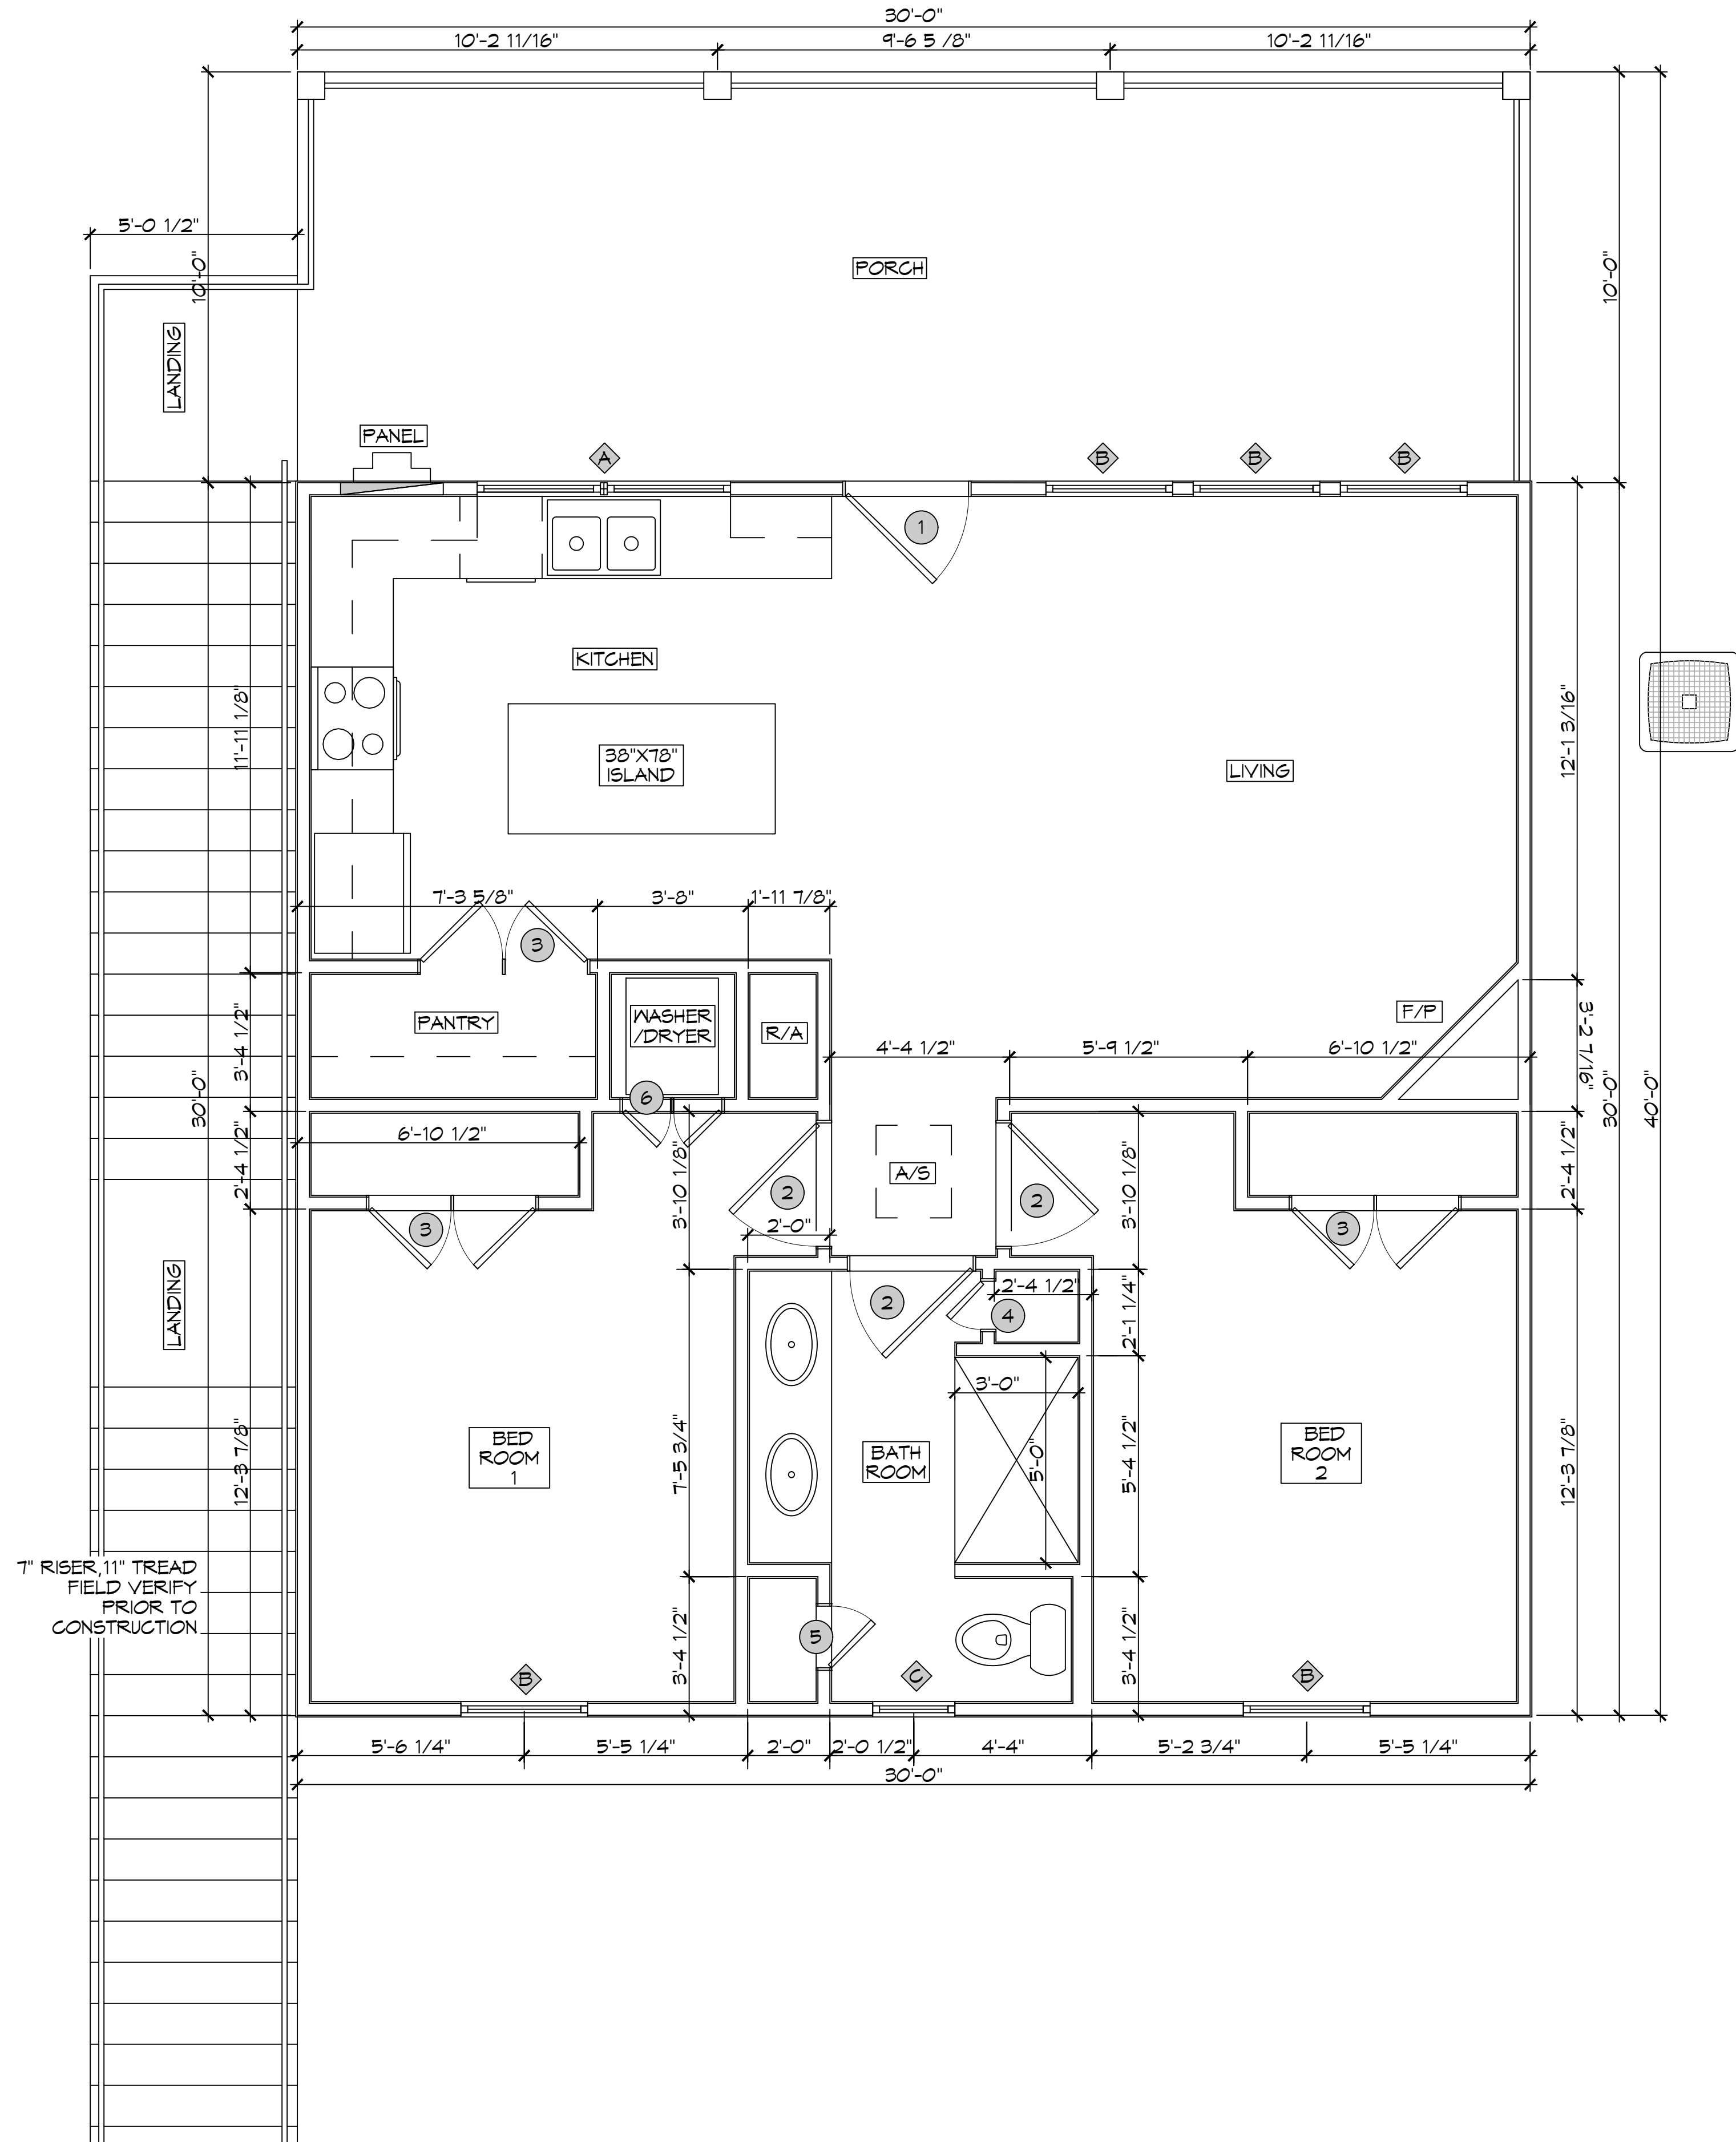 30'-0"
10'-2 11/16"
9'-6 5 /8"
10'-2 11/16"
5'-0 1/2"
10'-0"
10'-0"
PORCH
LANDING
PANEL
A
B
B
B
1
KITCHEN
11'-11 1/8"
12'-1 3/16"
38"X78"
ISLAND
LIVING
7'-3 5/8"
3'-8"
1'-11 7/8"
3
PANTRY
WASHER
/DRYER
R/A
F/P
3'-4 1/2"
3'-2 7/16"
4'-4 1/2"
5'-9 1/2"
6'-10 1/2"
30'-0"
30'-0"
40'-0"
6
6'-10 1/2"
2'-4 1/2"
3'-10 1/8"
A/S
3'-10 1/8"
2'-4 1/2"
2
2
3
3
2'-0"
LANDING
2
2'-4 1/2"
4
2'-1 1/4"
3'-0"
BED
ROOM
1
7'-5 3/4"
BATH
ROOM
5'-0"
5'-4 1/2"
BED
ROOM
2
12'-3 7/8"
12'-3 7/8"
7" RISER,11" TREAD
FIELD VERIFY
PRIOR TO
CONSTRUCTION
3'-4 1/2"
5
3'-4 1/2"
B
C
B
5'-6 1/4"
5'-5 1/4"
2'-0"
2'-0 1/2"
4'-4"
5'-2 3/4"
5'-5 1/4"
30'-0"